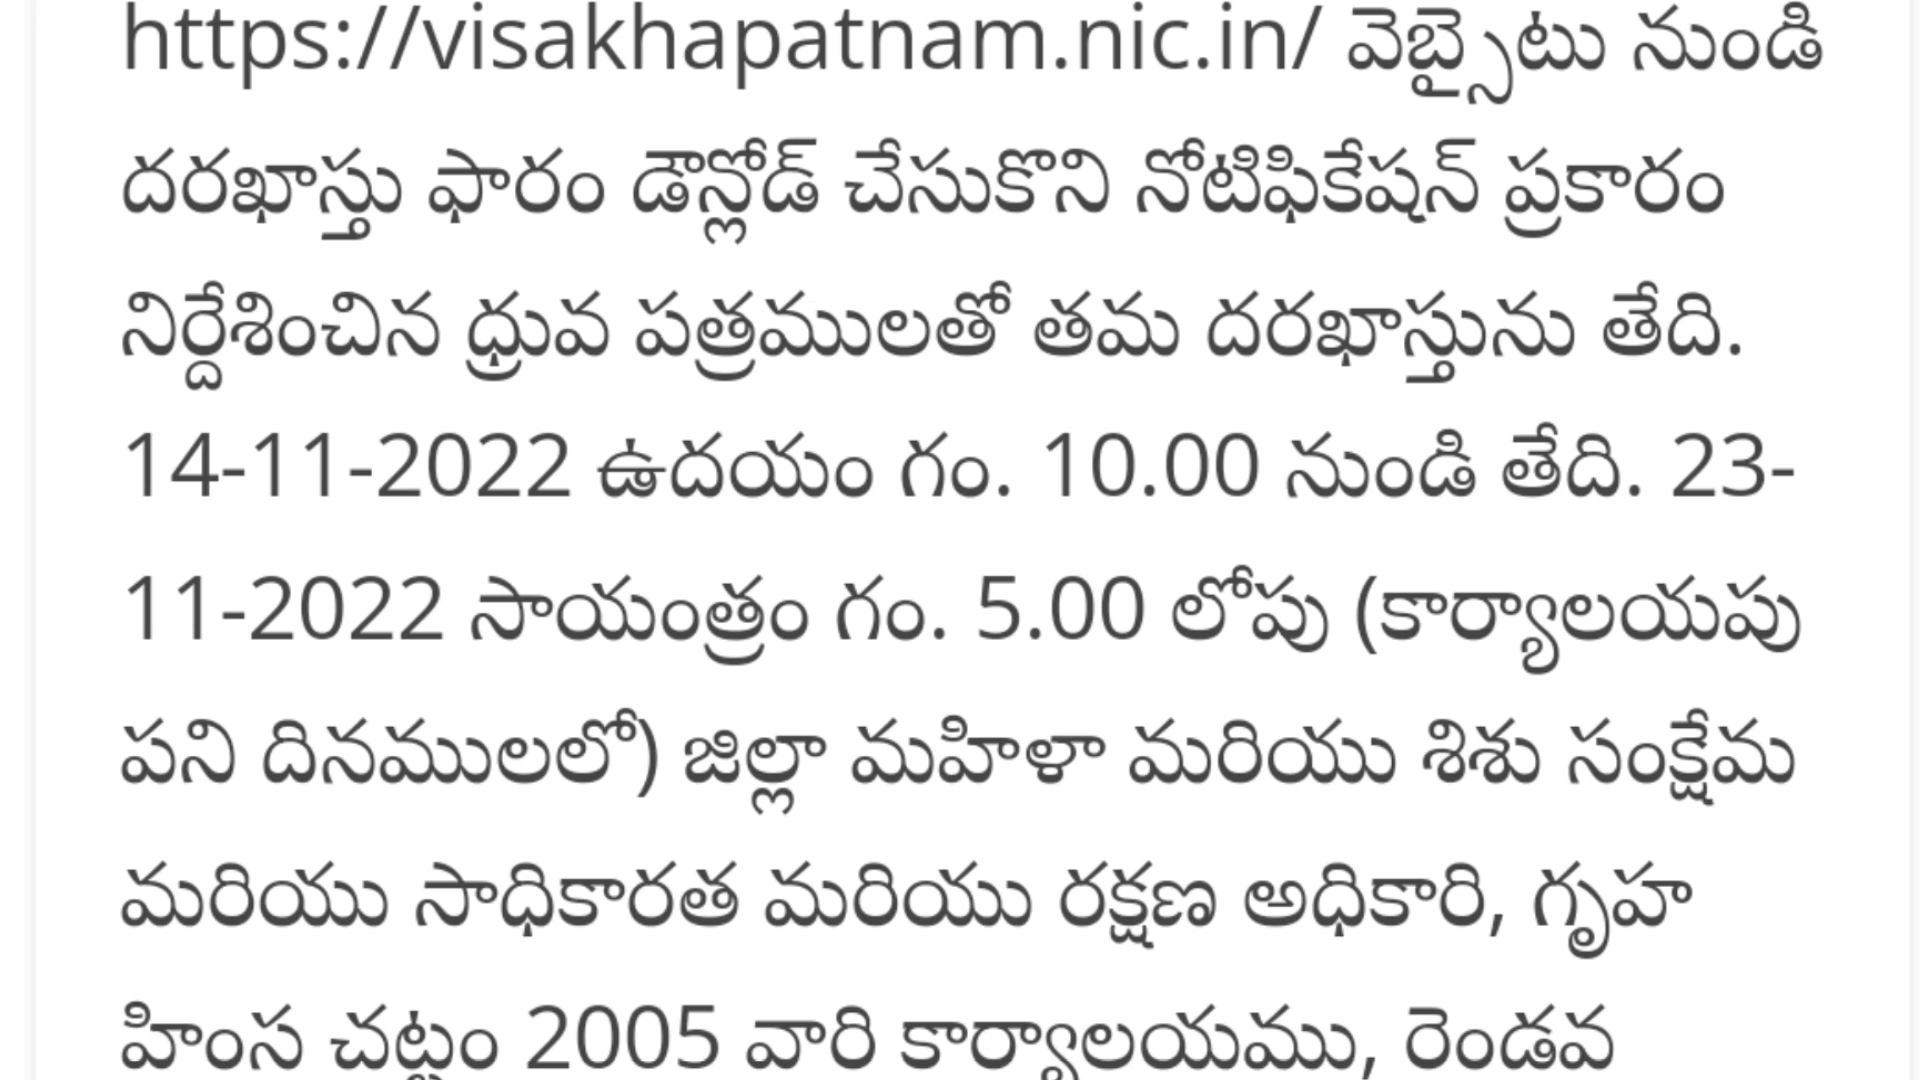 https://visakhapatnam.nic.in/ వెబ్సైటు నుండి
దరఖాస్తు ఫారం డౌన్లోడ్ చేసుకొని నోటిఫికేషన్ ప్రకారం
నిర్దేశించిన ధ్రువ పత్రములతో తమ దరఖాస్తును తేది.
14-11-2022 ఉదయం గం. 10.00 నుండి తేది. 23-
11-2022 సాయంత్రం గం. 5.00 లోపు (కార్యాలయపు
పని దినములలో) జిల్లా మహిళా మరియు శిశు సంక్షేమ
మరియు సాధికారత మరియు రక్షణ అధికారి, గృహ
హింస చట్టం 2005 వారి కార్యాలయము, రెండవ